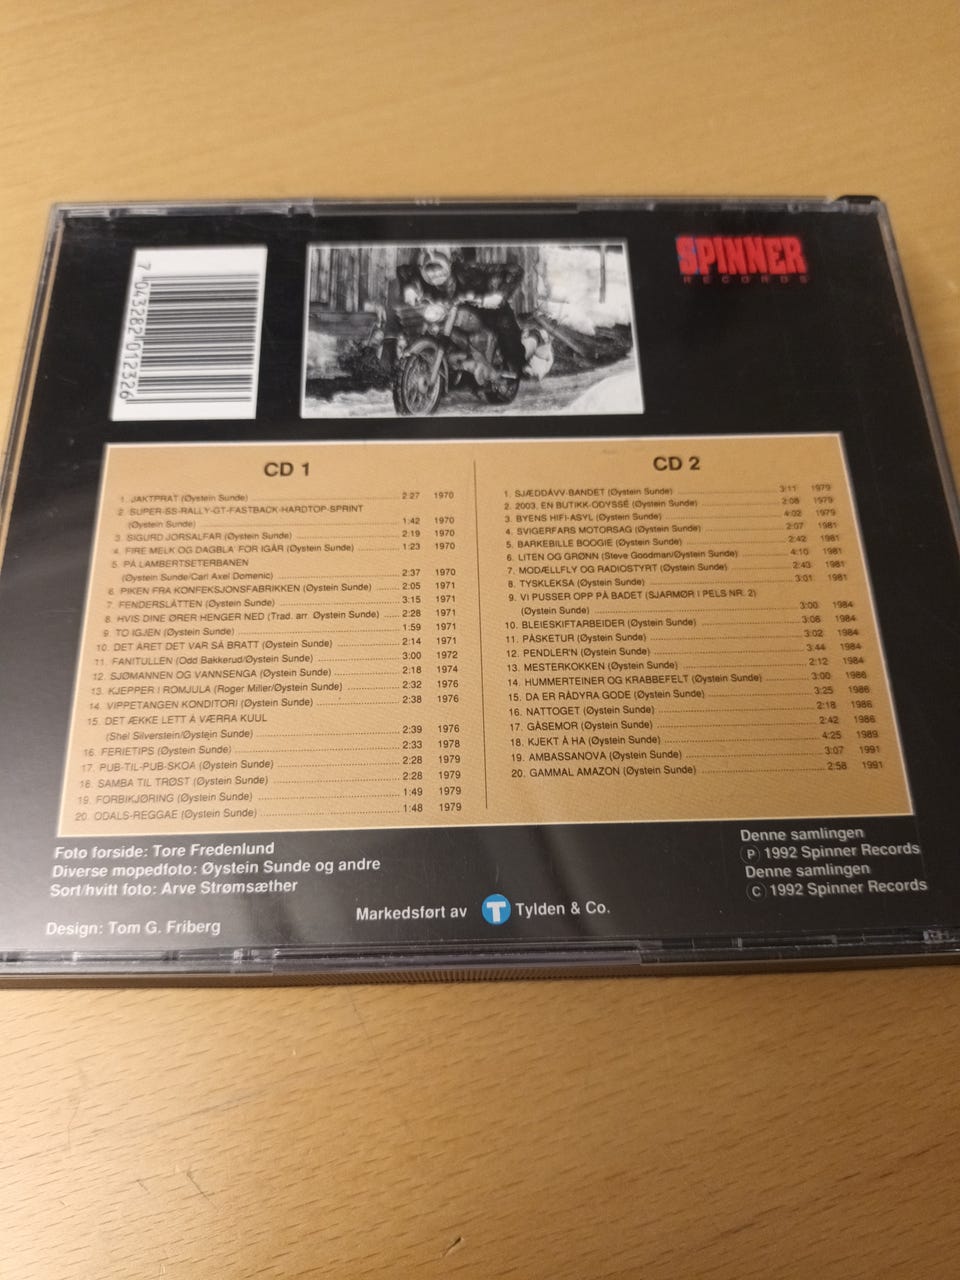 7 043282 012326
SPINNER
RECORDS
CD 1
1. JAKTPRAT (Øystein Sunde) 2:27 1970
2. SUPER-SS-RALLY-GT-FASTBACK-HARDTOP-SPRINT
(Øystein Sunde) 1:42 1970
3. SIGURD JORSALFAR (Øystein Sunde) 2:19 1970
4. FIRE MELK OG DAGBLA' FOR IGÅR (Øystein Sunde) 1:23 1970
5. PÅ LAMBERTSETERBANEN
(Øystein Sunde/Carl Axel Domenic) 2:37 1970
6. PIKEN FRA KONFEKSJONSFABRIKKEN (Øystein Sunde) 2:05 1971
7. FENDERSLÅTTEN (Øystein Sunde) 3:15 1971
8. HVIS DINE ØRER HENGER NED (Trad. arr. Øystein Sunde) 2:28 1971
9. TO IGJEN (Øystein Sunde) 1:59 1971
10. DET ÅRET DET VAR SÅ BRATT (Øystein Sunde) 2:14 1971
11. FANITULLEN (Odd Bakkerud/Øystein Sunde) 3:00 1972
12. SJØMANNEN OG VANNSENGA (Øystein Sunde) 2:18 1974
13. KJEPPER I ROMJULA (Roger Miller/Øystein Sunde) 2:32 1976
14. VIPPETANGEN KONDITORI (Øystein Sunde) 2:38 1976
15. DET ÆKKE LETT Å VÆRRA KUUL
(Shel Silverstein/Øystein Sunde) 2:39 1976
16. FERIETIPS (Øystein Sunde) 2:33 1978
17. PUB-TIL-PUB-SKOA (Øystein Sunde) 2:28 1979
18. SAMBA TIL TRØST (Øystein Sunde) 2:28 1979
19. FORBIKJØRING (Øystein Sunde) 1:49 1979
20. ODALS-REGGAE (Øystein Sunde) 1:48 1979
CD 2
1. SJÆDDÅVV-BANDET (Øystein Sunde) 3:11 1979
2. 2003, EN BUTIKK-ODYSSÉ (Øystein Sunde) 2:08 1979
3. BYENS HIFI-ASYL (Øystein Sunde) 4:02 1979
4. SVIGERFARS MOTORSAG (Øystein Sunde) 2:07 1981
5. BARKEBILLE BOOGIE (Øystein Sunde) 2:42 1981
6. LITEN OG GRØNN (Steve Goodman/Øystein Sunde) 4:10 1981
7. MODÆLLFLY OG RADIOSTYRT (Øystein Sunde) 2:43 1981
8. TYSKLEKSA (Øystein Sunde) 3:01 1981
9. VI PUSSER OPP PÅ BADET (SJARMØR I PELS NR. 2)
(Øystein Sunde) 3:00 1984
10. BLEIESKIFTARBEIDER (Øystein Sunde) 3:08 1984
11. PÅSKETUR (Øystein Sunde) 3:02 1984
12. PENDLER'N (Øystein Sunde) 3:44 1984
13. MESTERKOKKEN (Øystein Sunde) 2:12 1984
14. HUMMERTEINER OG KRABBEFELT (Øystein Sunde) 3:00 1986
15. DA ER RÅDYRA GODE (Øystein Sunde) 3:25 1986
16. NATTOGET (Øystein Sunde) 2:18 1986
17. GÅSEMOR (Øystein Sunde) 2:42 1986
18. KJEKT Å HA (Øystein Sunde) 4:25 1989
19. AMBASSANOVA (Øystein Sunde) 3:07 1991
20. GAMMAL AMAZON (Øystein Sunde) 2:58 1991
Foto forside: Tore Fredenlund
Diverse mopedfoto: Øystein Sunde og andre
Sort/hvitt foto: Arve Strømsæther
Design: Tom G. Friberg
Markedsført av T Tylden & Co.
Denne samlingen
Ⓟ 1992 Spinner Records
Denne samlingen
© 1992 Spinner Records